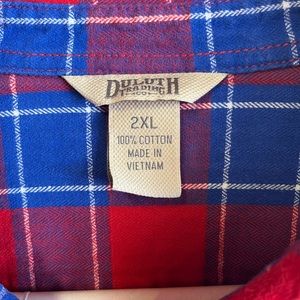 DULUTH
TRADING
CO
2XL
100% COTTON
MADE IN
VIETNAM